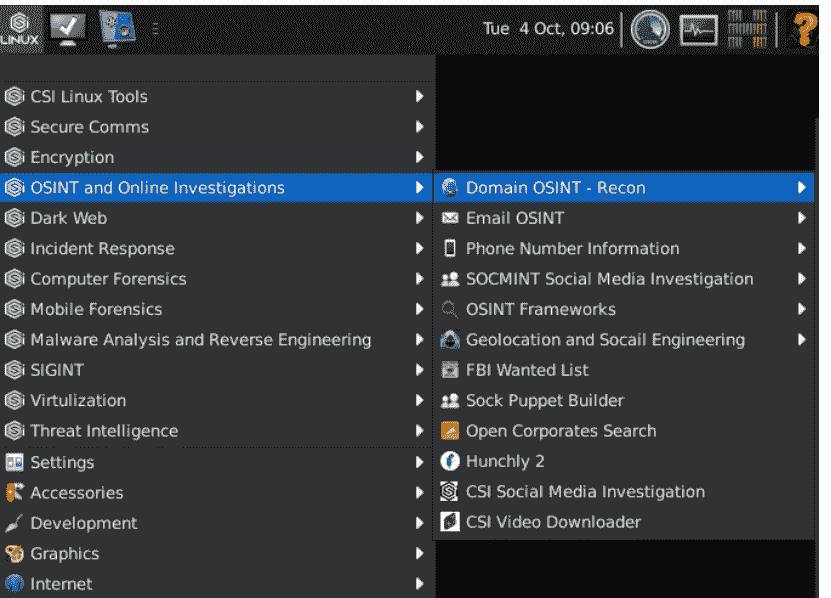 LINUX
Tue 4 Oct, 09:06
CSI Linux Tools
Secure Comms
Encryption
OSINT and Online Investigations
Dark Web
Incident Response
Computer Forensics
Mobile Forensics
Malware Analysis and Reverse Engineering
SIGINT
Virtulization
Threat Intelligence
Settings
Accessories
Development
Graphics
Internet
Domain OSINT - Recon
Email OSINT
Phone Number Information
SOCMINT Social Media Investigation
OSINT Frameworks
Geolocation and Socail Engineering
FBI Wanted List
Sock Puppet Builder
Open Corporates Search
Hunchly 2
CSI Social Media Investigation
CSI Video Downloader